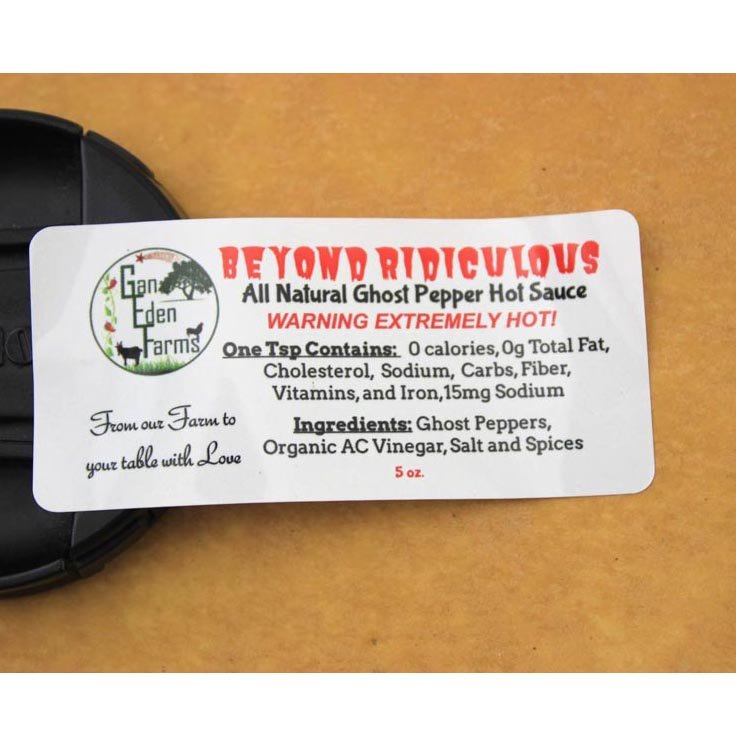 Gan
Eden
Farms
BEYOND RIDICULOUS
All Natural Ghost Pepper Hot Sauce
WARNING EXTREMELY HOT!
One Tsp Contains: 0 calories, 0g Total Fat,
Cholesterol, Sodium, Carbs, Fiber,
Vitamins, and Iron, 15mg Sodium
From our Farm to
your table with Love
Ingredients: Ghost Peppers,
Organic AC Vinegar, Salt and Spices
5 oz.